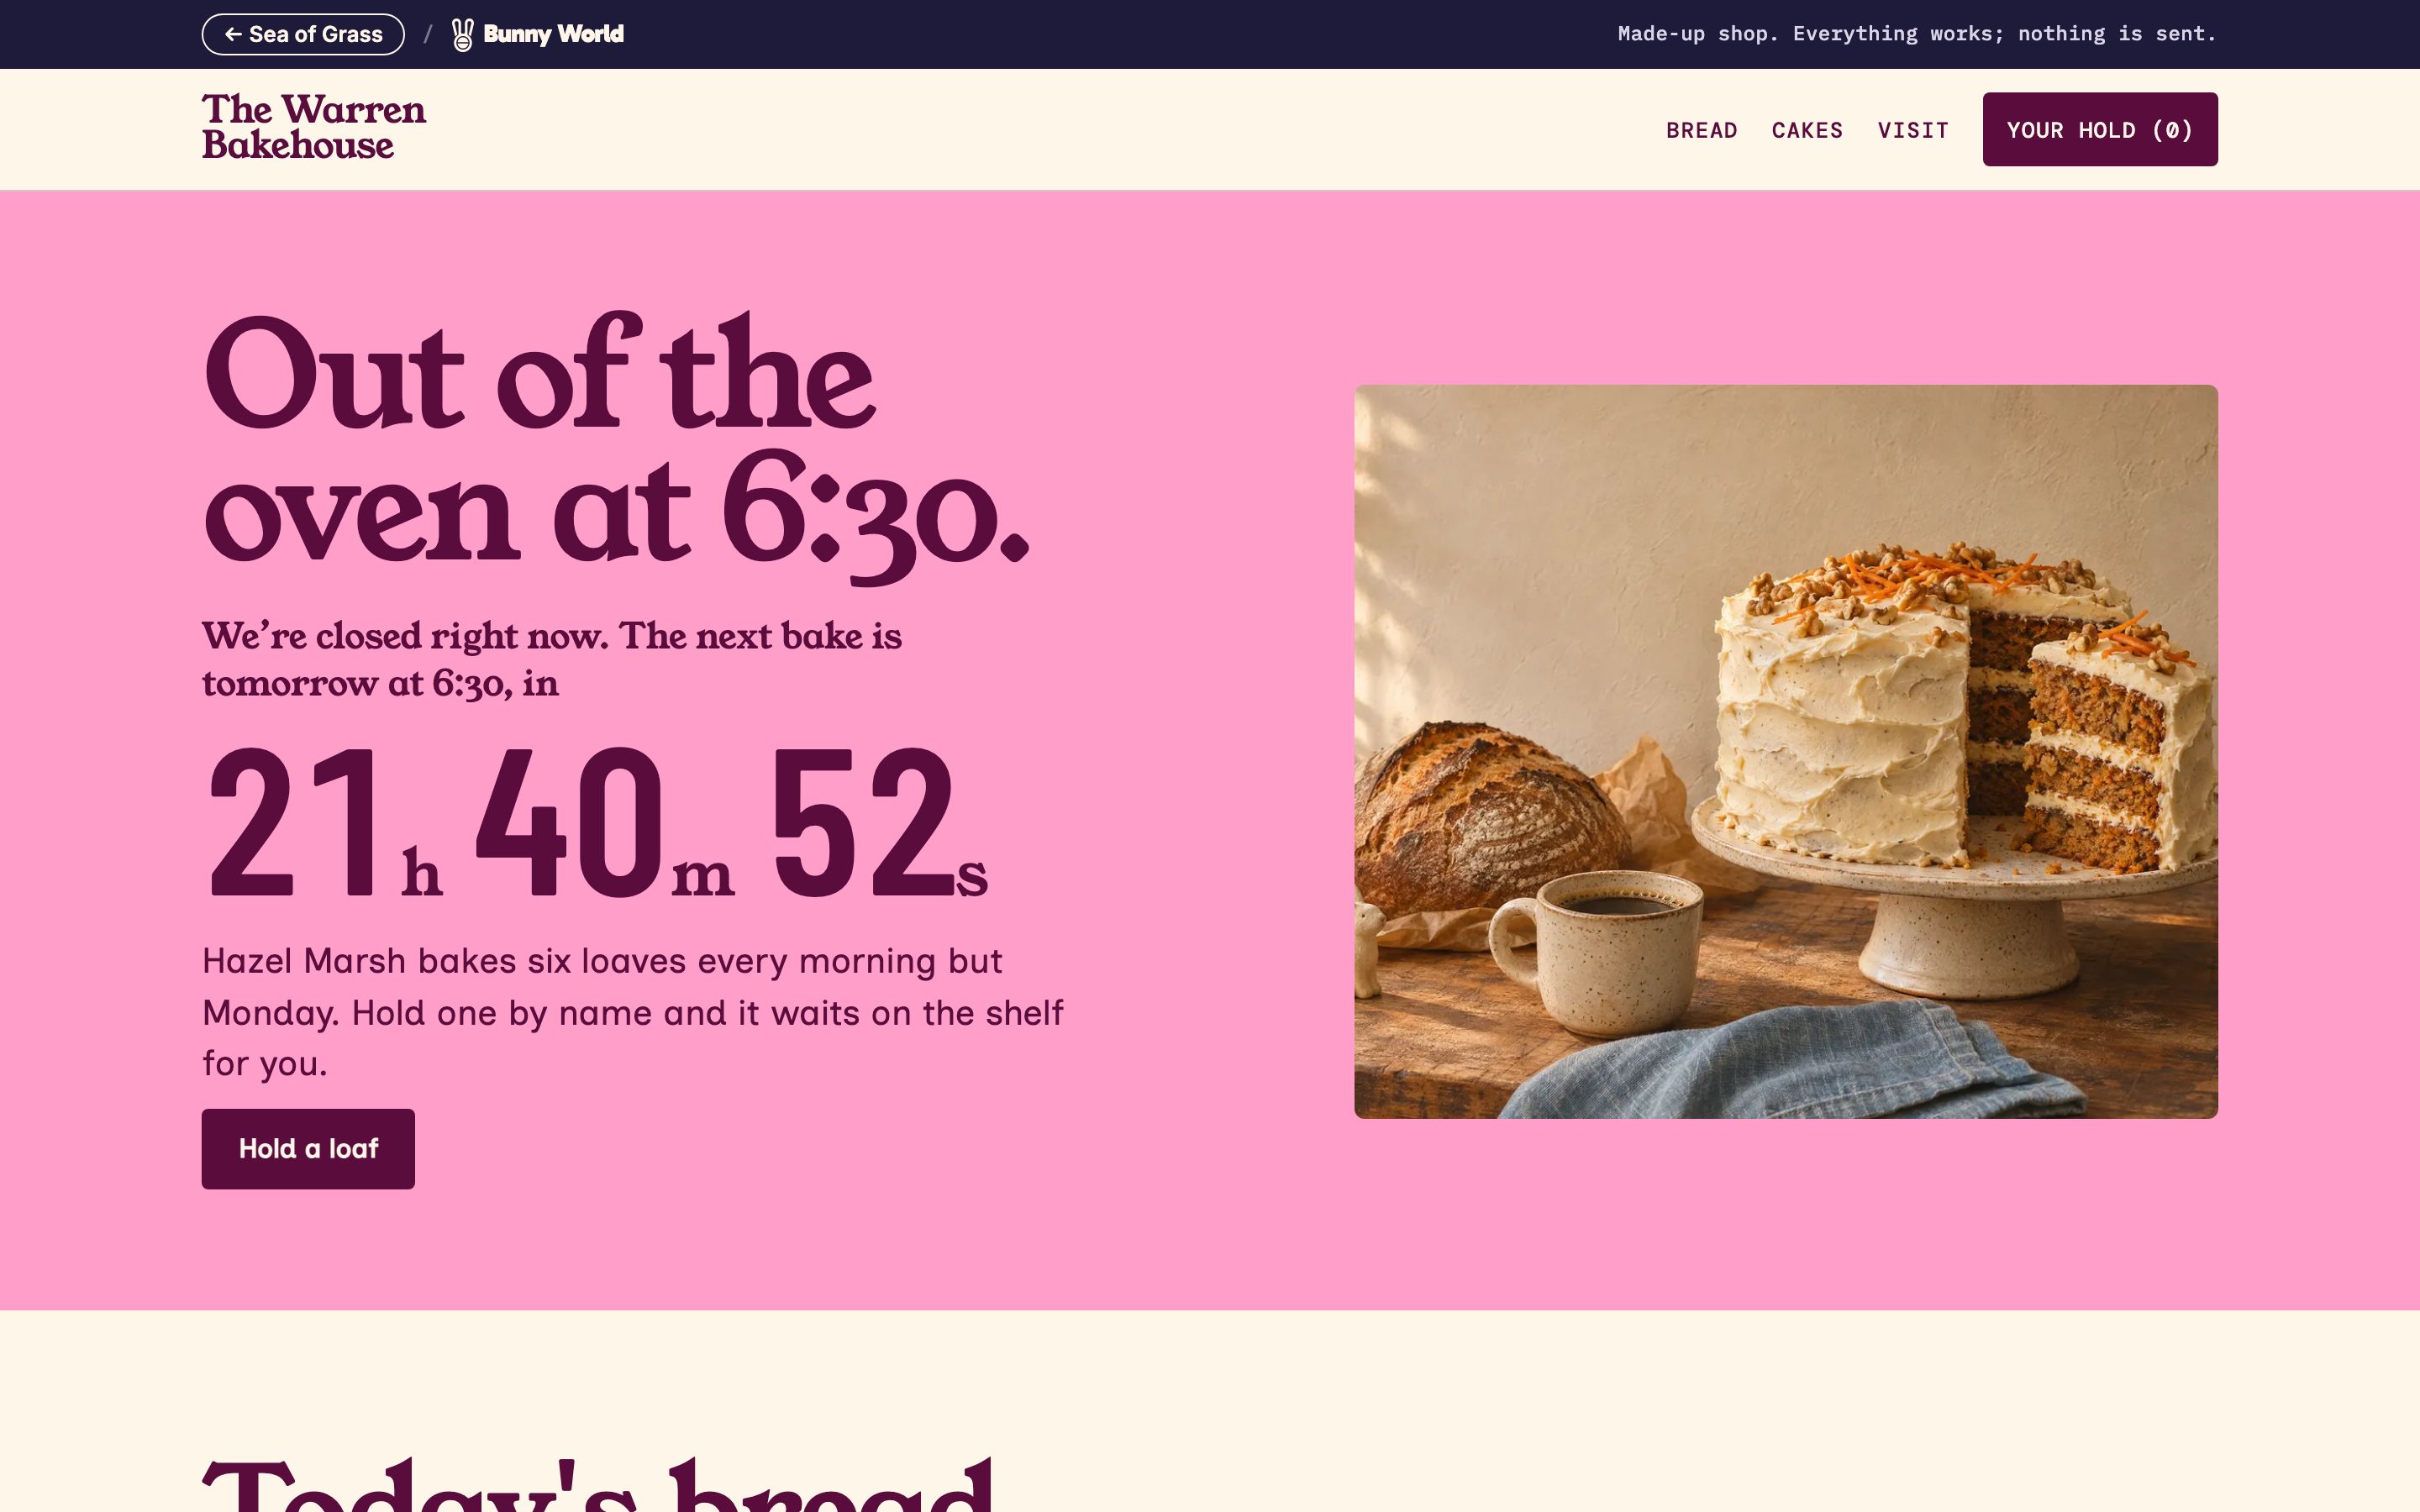 ← Sea of Grass / Bunny World
Made-up shop. Everything works; nothing is sent.
The Warren
Bakehouse
BREAD CAKES VISIT YOUR HOLD (0)
Out of the
oven at 6:30.
We’re closed right now. The next bake is
tomorrow at 6:30, in
21h 40m 52s
Hazel Marsh bakes six loaves every morning but
Monday. Hold one by name and it waits on the shelf
for you.
Hold a loaf
Today's bread